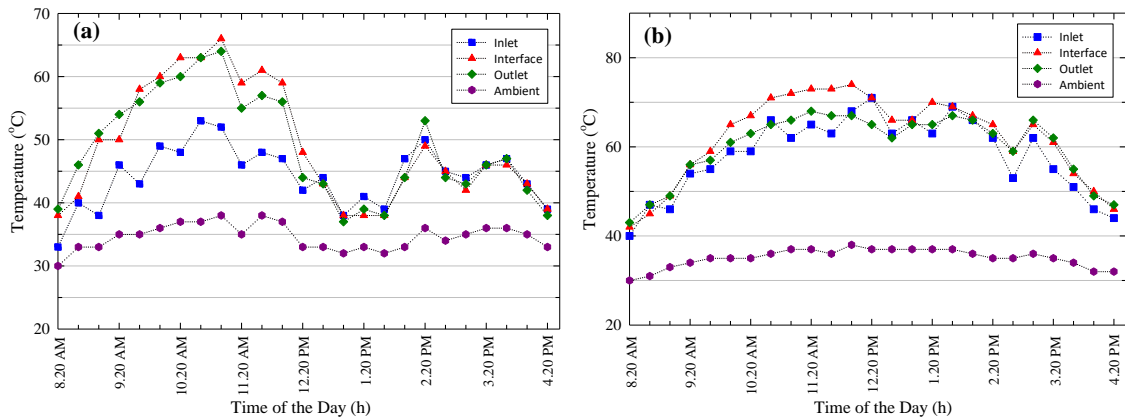 (a)
Inlet
Interface
Outlet
Ambient
70
60
50
40
30
20
Temperature (°C)
8.20 AM
9.20 AM
10.20 AM
11.20 AM
12.20 PM
1.20 PM
2.20 PM
3.20 PM
4.20 PM
Time of the Day (h)
(b)
Inlet
Interface
Outlet
Ambient
80
60
40
20
Temperature (°C)
8.20 AM
9.20 AM
10.20 AM
11.20 AM
12.20 PM
1.20 PM
2.20 PM
3.20 PM
4.20 PM
Time of the Day (h)